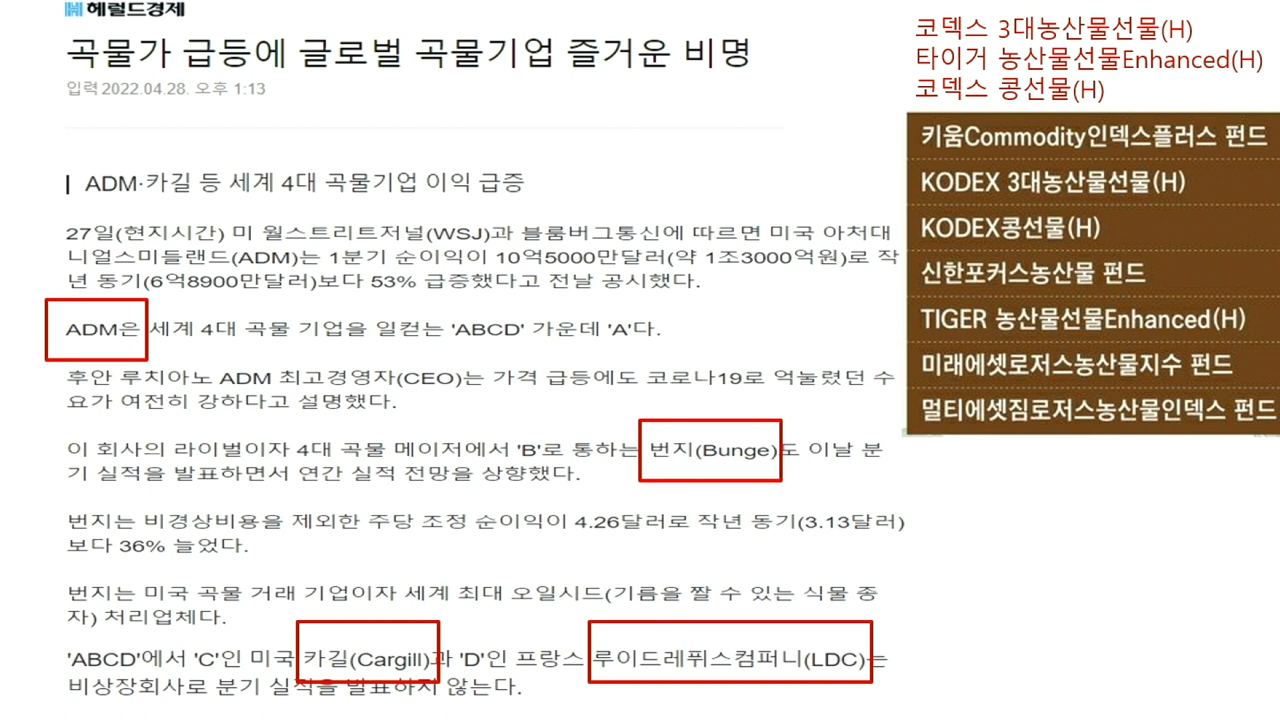 헤럴드경제
곡물가 급등에 글로벌 곡물기업 즐거운 비명
입력 2022.04.28. 오후 1:13
ADM·카길 등 세계 4대 곡물기업 이익 급증
27일(현지시간) 미 월스트리트저널(WSJ)과 블룸버그통신에 따르면 미국 아처대
니얼스미들랜드(ADM)는 1분기 순이익이 10억5000만달러(약 1조3000억원)로 작
년 동기(6억8900만달러)보다 53% 급증했다고 전날 공시했다.
ADM은 세계 4대 곡물 기업을 일컫는 'ABCD' 가운데 'A'다.
후안 루치아노 ADM 최고경영자(CEO)는 가격 급등에도 코로나19로 억눌렸던 수
요가 여전히 강하다고 설명했다.
이 회사의 라이벌이자 4대 곡물 메이저에서 'B'로 통하는 번지(Bunge)도 이날 분
기 실적을 발표하면서 연간 실적 전망을 상향했다.
번지는 비경상비용을 제외한 주당 조정 순이익이 4.26달러로 작년 동기(3.13달러)
보다 36% 늘었다.
번지는 미국 곡물 거래 기업이자 세계 최대 오일시드(기름을 짤 수 있는 식물 종
자) 처리업체다.
'ABCD'에서 'C'인 미국 카길(Cargill)과 'D'인 프랑스 루이드레퓌스컴퍼니(LDC)는
비상장회사로 분기 실적을 발표하지 않는다.
코덱스 3대농산물선물(H)
타이거 농산물선물Enhanced(H)
코덱스 콩선물(H)
키움Commodity인덱스플러스 펀드
KODEX 3대농산물선물(H)
KODEX콩선물(H)
신한포커스농산물 펀드
TIGER 농산물선물Enhanced(H)
미래에셋로저스농산물지수 펀드
멀티에셋짐로저스농산물인덱스 펀드